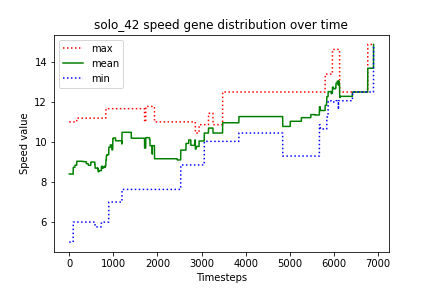 solo_42 speed gene distribution over time
max
mean
min
Speed value
14
12
10
8
6
0
1000
2000
3000
4000
5000
6000
7000
Timesteps